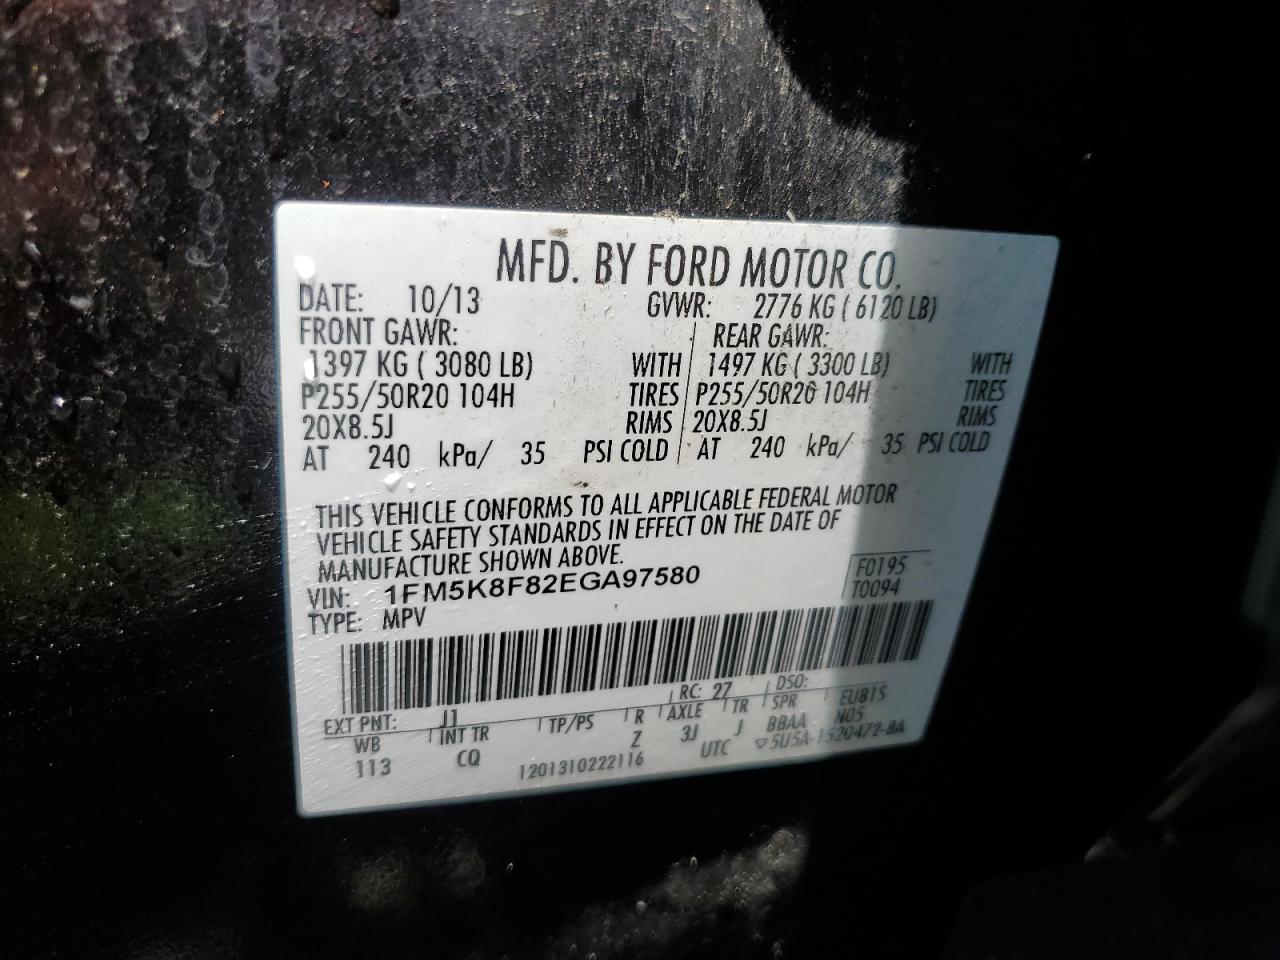 MFD. BY FORD MOTOR CO.
DATE: 10/13 GVWR: 2776 KG ( 6120 LB)
FRONT GAWR: REAR GAWR:
1397 KG ( 3080 LB) WITH 1497 KG ( 3300 LB) WITH
P255/50R20 104H TIRES P255/50R20 104H TIRES
20X8.5J RIMS 20X8.5J RIMS
AT 240 kPa/ 35 PSI COLD AT 240 kPa/ 35 PSI COLD
THIS VEHICLE CONFORMS TO ALL APPLICABLE FEDERAL MOTOR
VEHICLE SAFETY STANDARDS IN EFFECT ON THE DATE OF
MANUFACTURE SHOWN ABOVE.
VIN: 1FM5K8F82EGA97580 F0195
TYPE: MPV T0094
EXT PNT: J1 RC: 27 DSO:
WB INT TR TP/PS R AXLE TR SPR EU81S
113 CQ Z 3J J BBAA N05
1201310222116 UTC ▽5U5A-1520472-8A